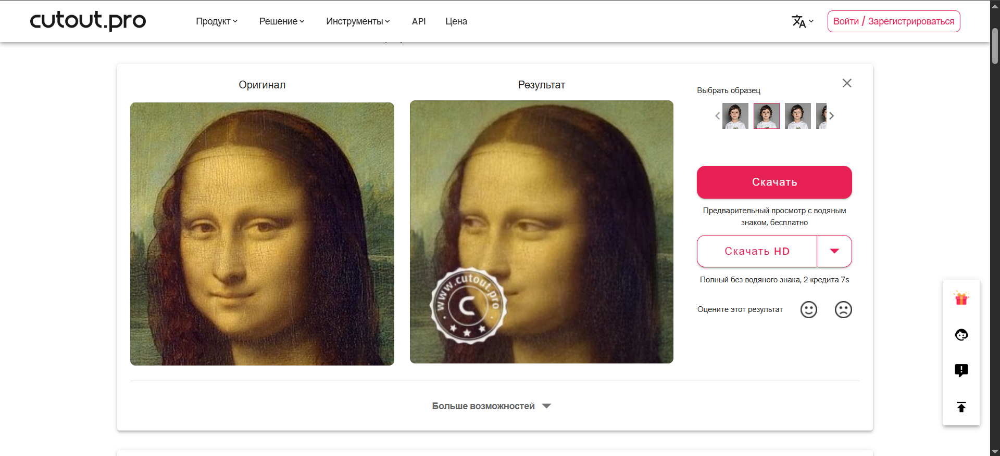 cutout.pro
Продукт
Решение
Инструменты
API
Цена
Войти / Зарегистрироваться
Оригинал
Результат
Выбрать образец
Скачать
Предварительный просмотр с водяным
знаком, бесплатно
Скачать HD
Полный без водяного знака, 2 кредита 7s
Оцените этот результат
www.cutout.pro
C
Больше возможностей